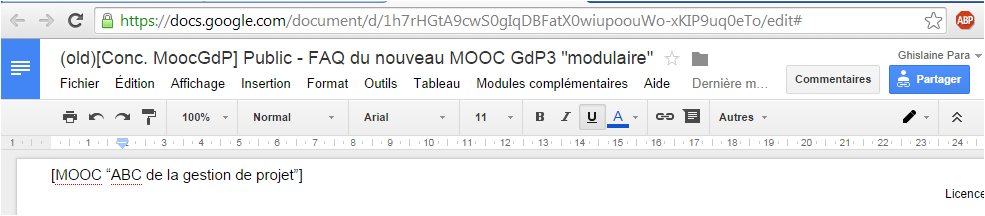 https://docs.google.com/document/d/1h7rHGtA9cwS0gIqDBFatX0wiupoouWo-xKIP9uq0eTo/edit#
ABP
(old)[Conc. MoocGdP] Public - FAQ du nouveau MOOC GdP3 "modulaire"
Ghislaine Para
Fichier Édition Affichage Insertion Format Outils Tableau Modules complémentaires Aide Dernière m…
Commentaires Partager
100% Normal Arial 11 B I U A Autres
1 1 2 3 4 5 6 7 8 9 10 11 12 13 14 15 16 17 18 19 20 21 22 23 24
[MOOC “ABC de la gestion de projet”]
Licence